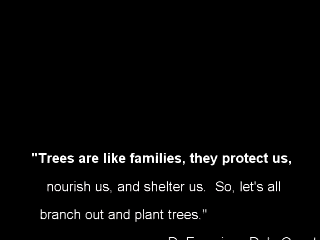 "Trees are like families, they protect us,
nourish us, and shelter us. So, let's all
branch out and plant trees."